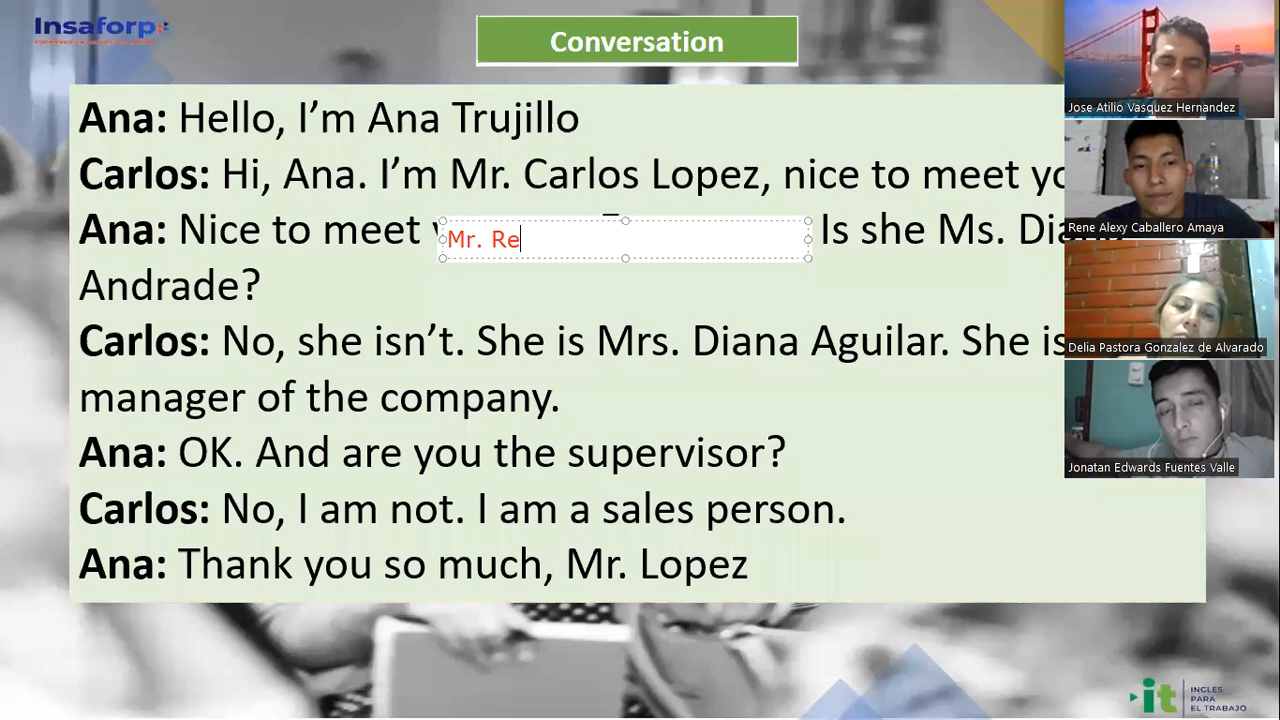 Insaforp
Conversation
Ana: Hello, I'm Ana Trujillo
Carlos: Hi, Ana. I'm Mr. Carlos Lopez, nice to meet
Ana: Nice to meet Mr. Re Is she Ms. Diana
Andrade?
Carlos: No, she isn't. She is Mrs. Diana Aguilar. She is
manager of the company.
Ana: OK. And are you the supervisor?
Carlos: No, I am not. I am a sales person.
Ana: Thank you so much, Mr. Lopez
Jose Atilio Vasquez Hernandez
Rene Alexy Caballero Amaya
Delia Pastora Gonzalez de Alvarado
Jonatan Edwards Fuentes Valle
it
INGLES
PARA
EL TRABAJO